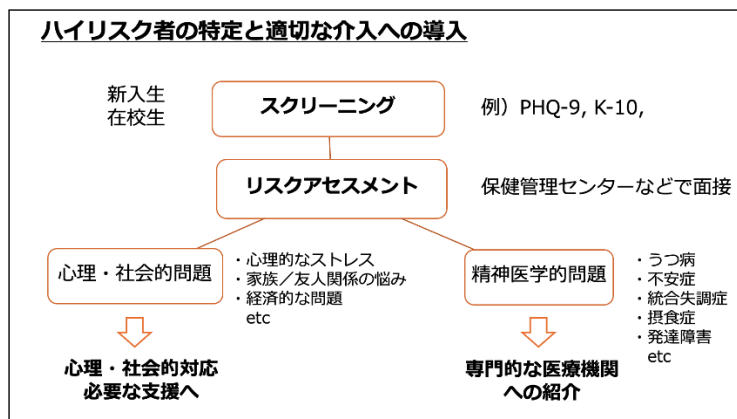 ハイリスク者の特定と適切な介入への導入
新入生
在校生
スクリーニング
例）PHQ-9, K-10,
リスクアセスメント
保健管理センターなどで面接
心理・社会的問題
・心理的なストレス
・家族／友人関係の悩み
・経済的な問題
etc
精神医学的問題
・うつ病
・不安症
・統合失調症
・摂食症
・発達障害
etc
心理・社会的対応
必要な支援へ
専門的な医療機関
への紹介